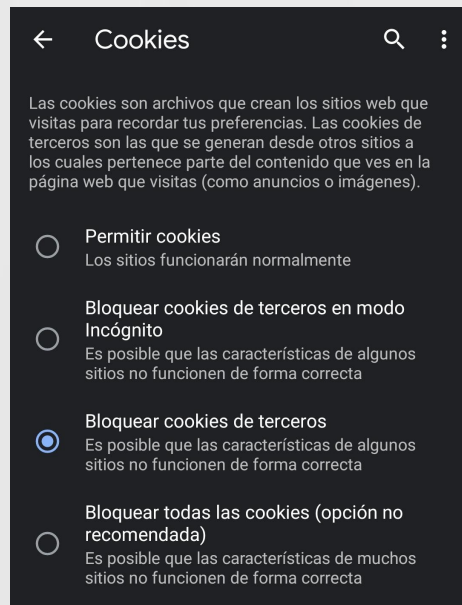 Cookies
Las cookies son archivos que crean los sitios web que
visitas para recordar tus preferencias. Las cookies de
terceros son las que se generan desde otros sitios a
los cuales pertenece parte del contenido que ves en la
página web que visitas (como anuncios o imágenes).
Permitir cookies
Los sitios funcionarán normalmente
Bloquear cookies de terceros en modo
Incógnito
Es posible que las características de algunos
sitios no funcionen de forma correcta
Bloquear cookies de terceros
Es posible que las características de algunos
sitios no funcionen de forma correcta
Bloquear todas las cookies (opción no
recomendada)
Es posible que las características de muchos
sitios no funcionen de forma correcta